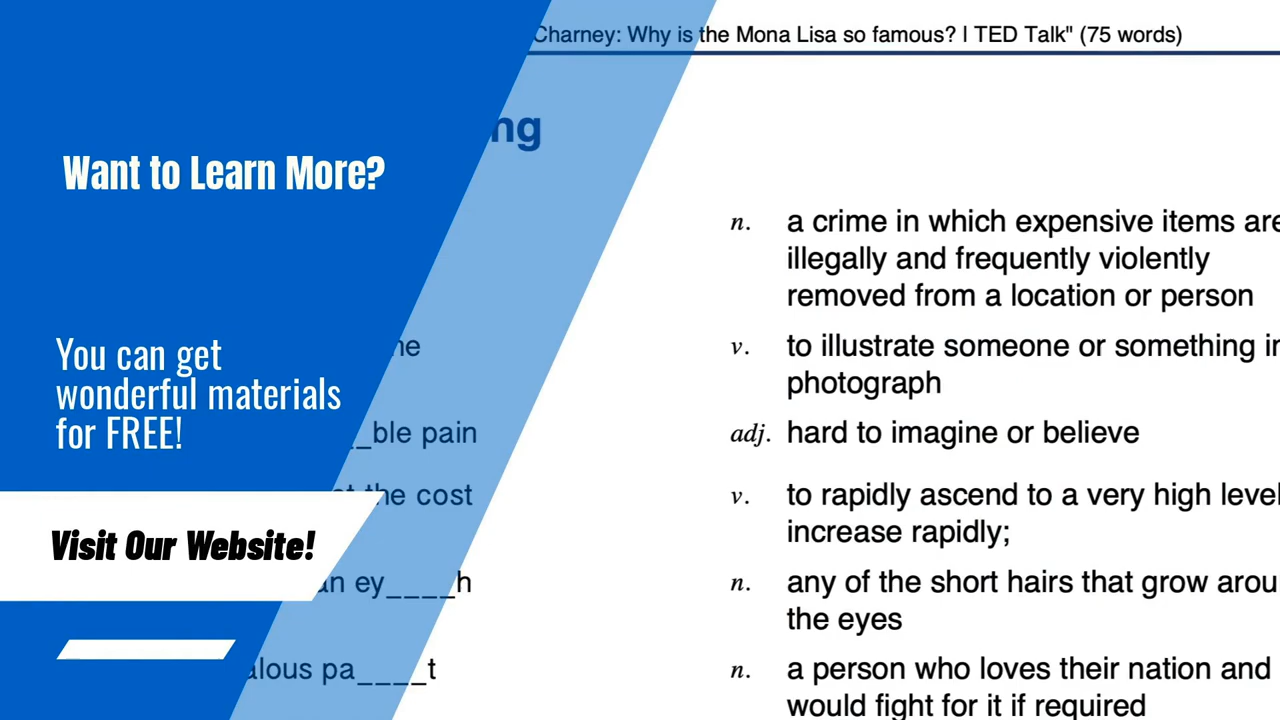 Charney: Why is the Mona Lisa so famous? | TED Talk" (75 words)
ng
Want to Learn More?
You can get
wonderful materials
for FREE!
Visit Our Website!
n. a crime in which expensive items are
illegally and frequently violently
removed from a location or person
he v. to illustrate someone or something in
photograph
_ble pain adj. hard to imagine or believe
the cost v. to rapidly ascend to a very high level
increase rapidly;
an ey____h n. any of the short hairs that grow arou
the eyes
alous pa____t n. a person who loves their nation and
would fight for it if required